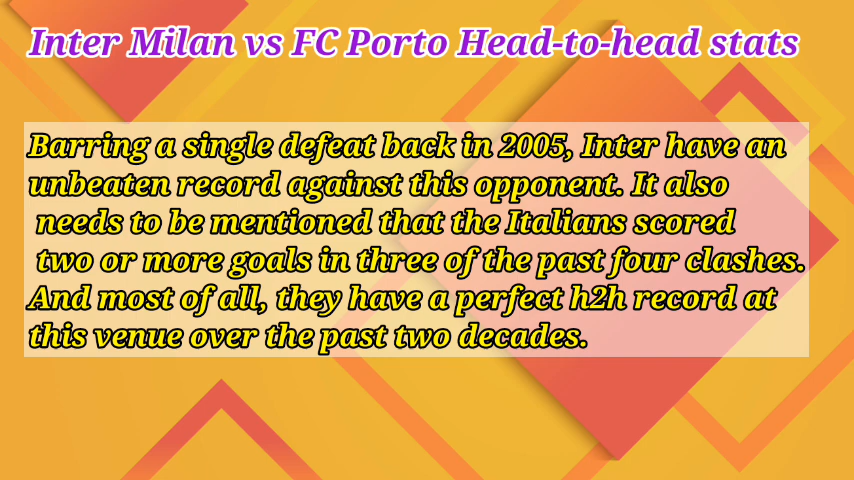 Inter Milan vs FC Porto Head-to-head stats
Barring a single defeat back in 2005, Inter have an
unbeaten record against this opponent. It also
needs to be mentioned that the Italians scored
two or more goals in three of the past four clashes.
And most of all, they have a perfect h2h record at
this venue over the past two decades.